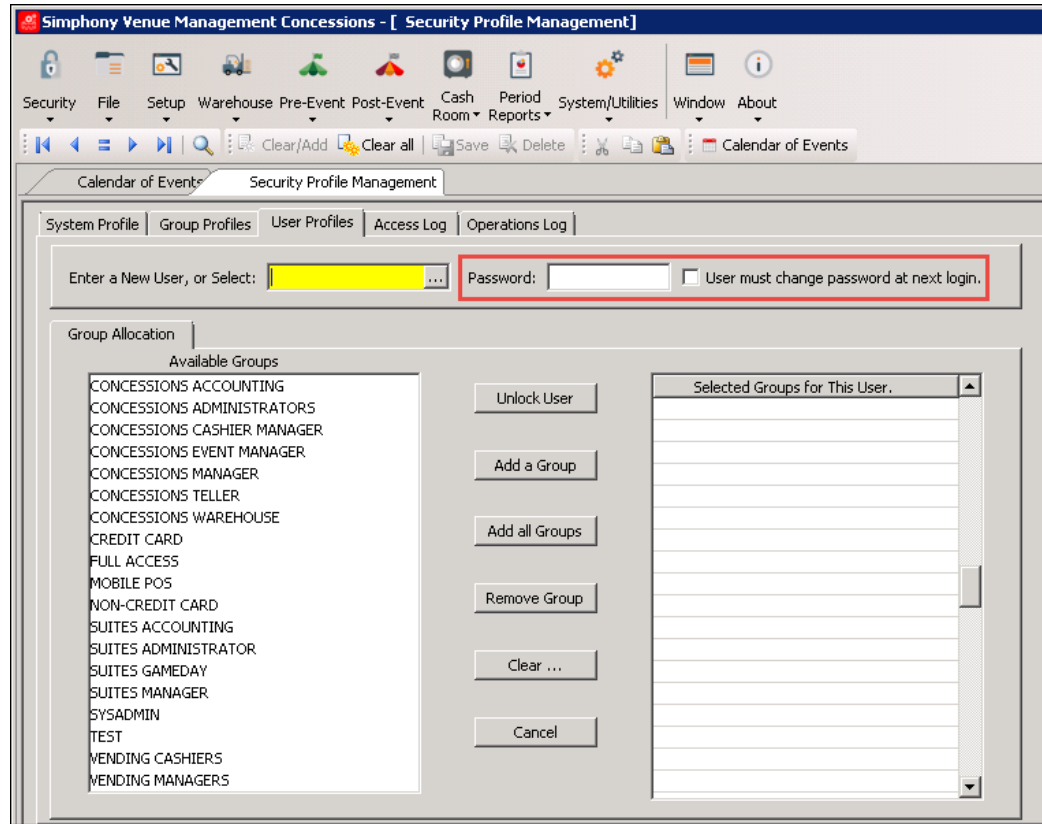 Simphony Venue Management Concessions - [ Security Profile Management]
Security File Setup Warehouse Pre-Event Post-Event Cash Room Period Reports System/Utilities Window About
Clear/Add Clear all Save Delete Calendar of Events
Calendar of Events Security Profile Management
System Profile Group Profiles User Profiles Access Log Operations Log
Enter a New User, or Select: ... Password: User must change password at next login.
Group Allocation
Available Groups
CONCESSIONS ACCOUNTING
CONCESSIONS ADMINISTRATORS
CONCESSIONS CASHIER MANAGER
CONCESSIONS EVENT MANAGER
CONCESSIONS MANAGER
CONCESSIONS TELLER
CONCESSIONS WAREHOUSE
CREDIT CARD
FULL ACCESS
MOBILE POS
NON-CREDIT CARD
SUITES ACCOUNTING
SUITES ADMINISTRATOR
SUITES GAMEDAY
SUITES MANAGER
SYSADMIN
TEST
VENDING CASHIERS
VENDING MANAGERS
Unlock User
Add a Group
Add all Groups
Remove Group
Clear ...
Cancel
Selected Groups for This User.